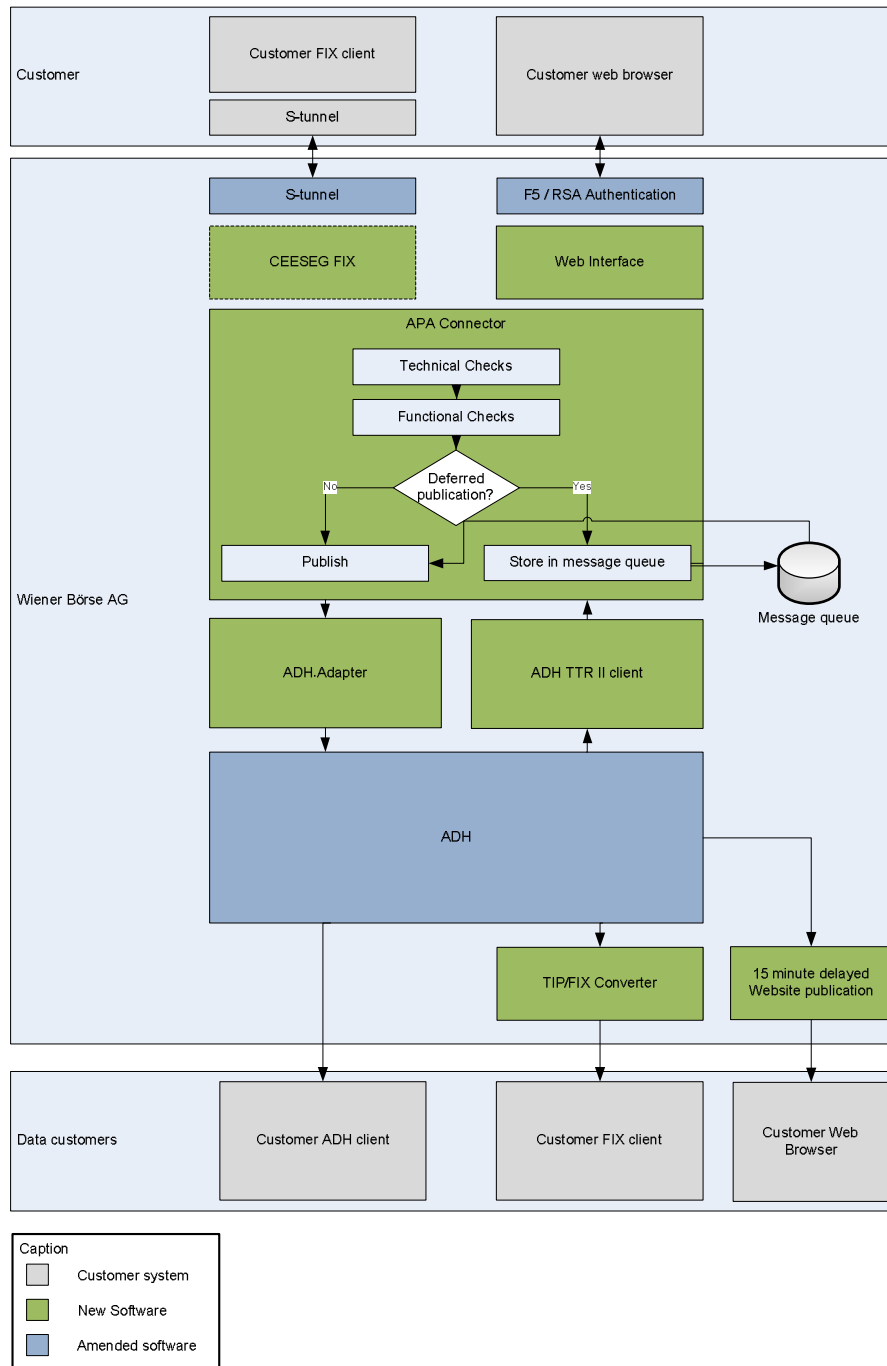 Customer
Customer FIX client
Customer web browser
S-tunnel
S-tunnel
F5 / RSA Authentication
CEESEG FIX
Web Interface
APA Connector
Technical Checks
Functional Checks
Deferred
publication?
No
Yes
Publish
Store in message queue
Wiener Börse AG
Message queue
ADH.Adapter
ADH TTR II client
ADH
TIP/FIX Converter
15 minute delayed
Website publication
Data customers
Customer ADH client
Customer FIX client
Customer Web
Browser
Caption
Customer system
New Software
Amended software